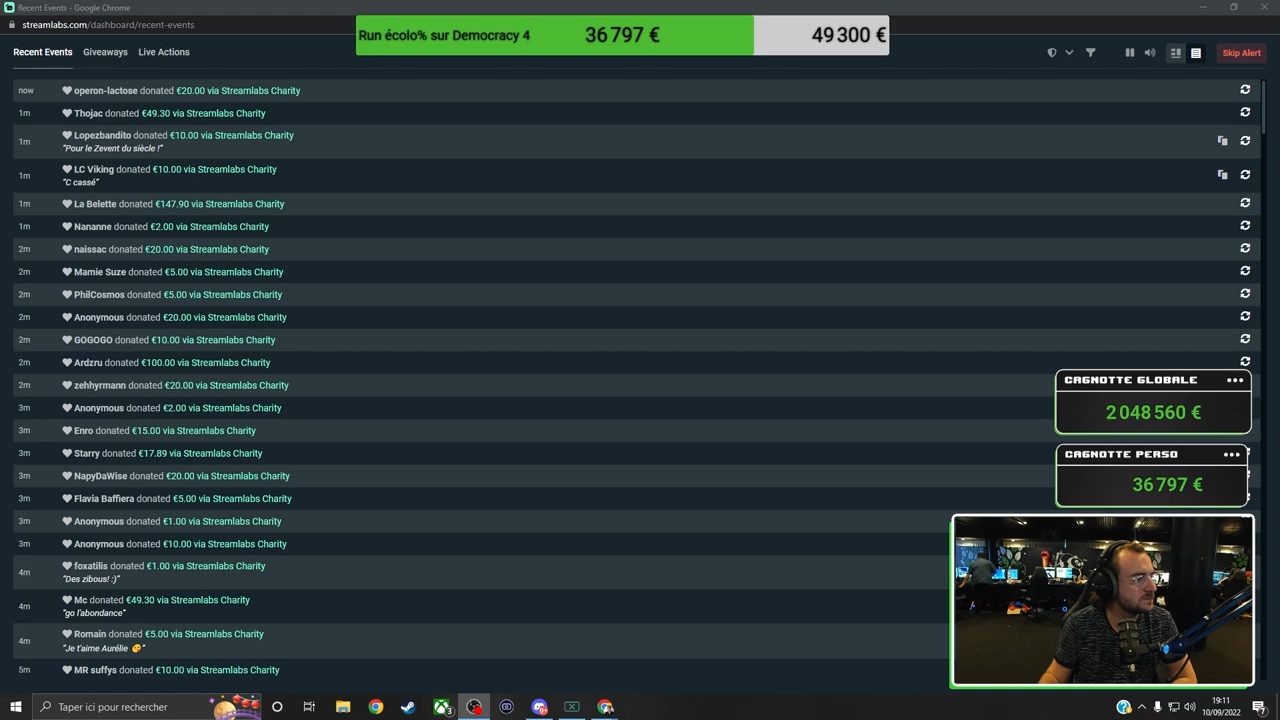 Recent Events - Google Chrome
streamlabs.com/dashboard/recent-events
Run écolo% sur Democracy 4 36 797 € 49 300 €
Recent Events Giveaways Live Actions Skip Alert
now operon-lactose donated €20.00 via Streamlabs Charity
1m Thojac donated €49.30 via Streamlabs Charity
1m Lopezbandito donated €10.00 via Streamlabs Charity
"Pour le Zevent du siècle !"
1m LC Viking donated €10.00 via Streamlabs Charity
"C cassé"
1m La Belette donated €147.90 via Streamlabs Charity
1m Nananne donated €2.00 via Streamlabs Charity
2m naissac donated €20.00 via Streamlabs Charity
2m Mamie Suze donated €5.00 via Streamlabs Charity
2m PhilCosmos donated €5.00 via Streamlabs Charity
2m Anonymous donated €20.00 via Streamlabs Charity
2m GOGOGO donated €10.00 via Streamlabs Charity
2m Ardzru donated €100.00 via Streamlabs Charity
2m zehhyrmann donated €20.00 via Streamlabs Charity
3m Anonymous donated €2.00 via Streamlabs Charity
3m Enro donated €15.00 via Streamlabs Charity
3m Starry donated €17.89 via Streamlabs Charity
3m NapyDaWise donated €20.00 via Streamlabs Charity
3m Flavia Baffiera donated €5.00 via Streamlabs Charity
3m Anonymous donated €1.00 via Streamlabs Charity
3m Anonymous donated €10.00 via Streamlabs Charity
4m foxatilis donated €1.00 via Streamlabs Charity
"Des zibous! :)"
4m Mc donated €49.30 via Streamlabs Charity
"go l'abondance"
4m Romain donated €5.00 via Streamlabs Charity
"Je t'aime Aurélie 🤔"
5m MR suffys donated €10.00 via Streamlabs Charity
CAGNOTTE GLOBALE
2 048 560 €
CAGNOTTE PERSO
36 797 €
Taper ici pour rechercher
19:11
10/09/2022